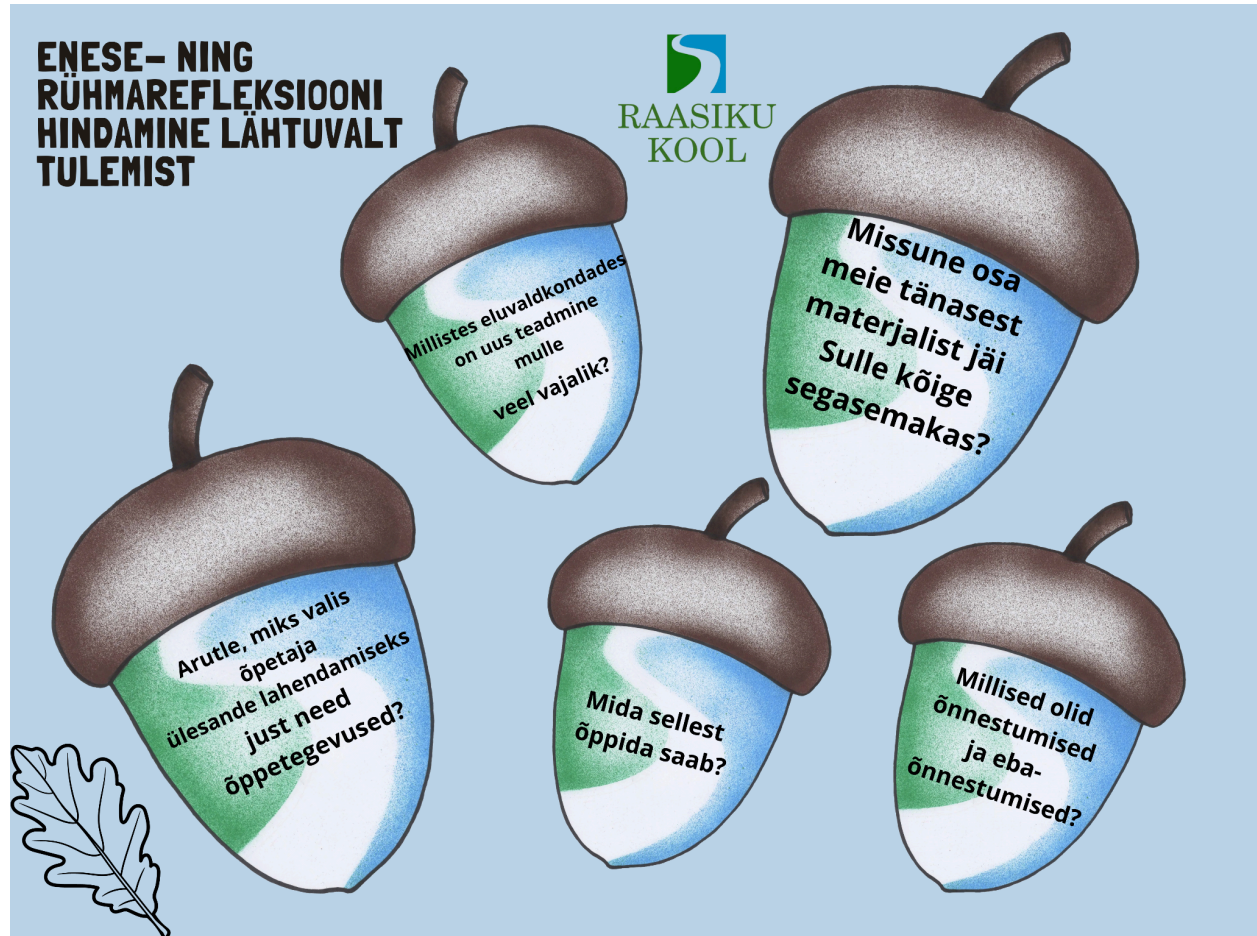 ENESE- NING
RÜHMAREFLEKSIOONI
HINDAMINE LÄHTUVALT
TULEMIST
RAASIKU
KOOL
Millistes eluvaldkondades
on uus teadmine
mulle
veel vajalik?
Missune osa
meie tänasest
materjalist jäi
Sulle kõige
segasemakas?
Arutle, miks valis
õpetaja
ülesande lahendamiseks
just need
õppetegevused?
Mida sellest
õppida saab?
Millised olid
õnnestumised
ja eba-
õnnestumised?